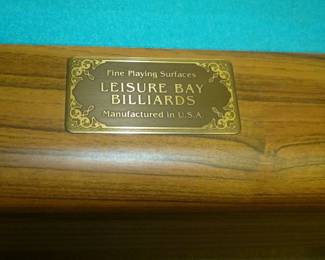 Fine Playing Surfaces
LEISURE BAY
BILLIARDS
Manufactured in U.S.A.